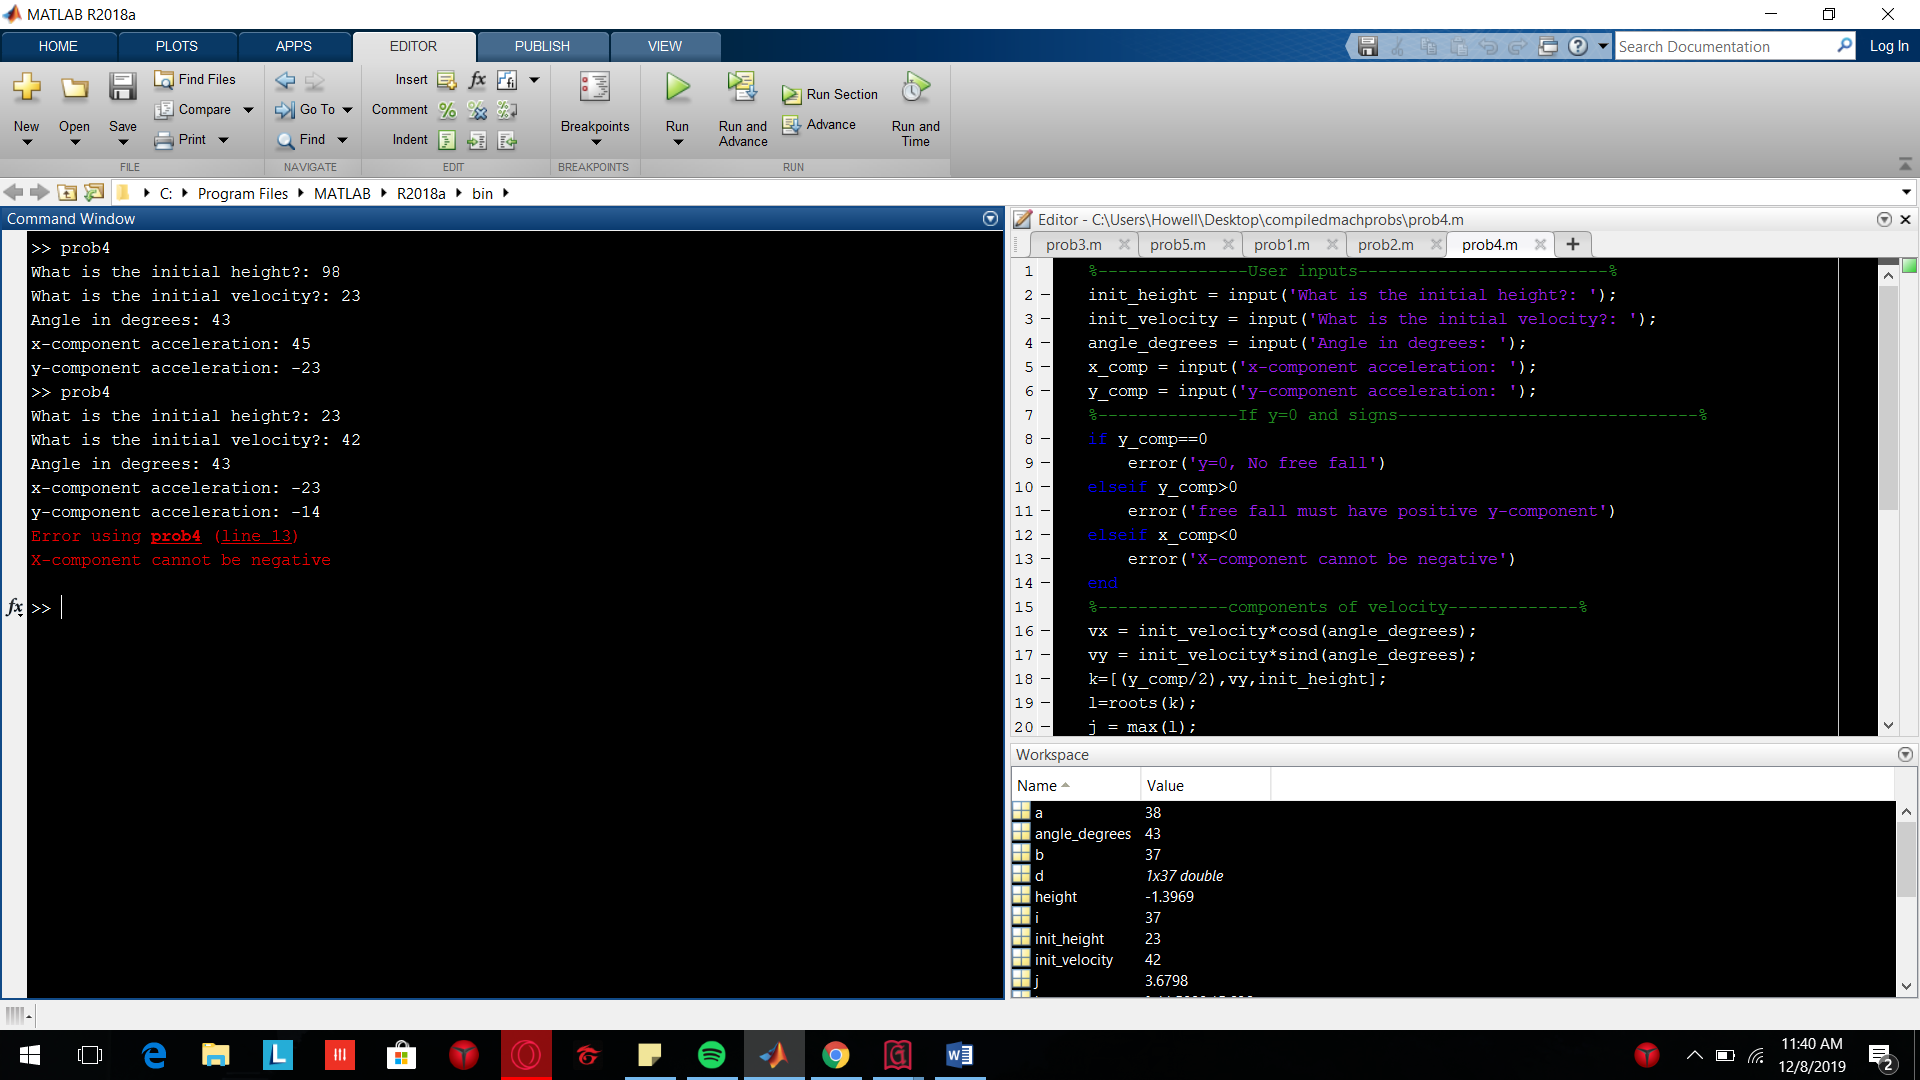 MATLAB R2018a
HOME PLOTS APPS EDITOR PUBLISH VIEW
Search Documentation
Log In
New
Open
Save
Find Files
Compare
Print
FILE
Go To
Find
NAVIGATE
Insert
Comment
Indent
EDIT
Breakpoints
BREAKPOINTS
Run
Run and Advance
Run Section
Advance
Run and Time
RUN
C: Program Files MATLAB R2018a bin
Command Window
>> prob4
What is the initial height?: 98
What is the initial velocity?: 23
Angle in degrees: 43
x-component acceleration: 45
y-component acceleration: -23
>> prob4
What is the initial height?: 23
What is the initial velocity?: 42
Angle in degrees: 43
x-component acceleration: -23
y-component acceleration: -14
Error using prob4 (line 13)
X-component cannot be negative
fx >>
Editor - C:\Users\Howell\Desktop\compiledmachprobs\prob4.m
prob3.m prob5.m prob1.m prob2.m prob4.m
1 %---------------User inputs-------------------------%
2 init_height = input('What is the initial height?: ');
3 init_velocity = input('What is the initial velocity?: ');
4 angle_degrees = input('Angle in degrees: ');
5 x_comp = input('x-component acceleration: ');
6 y_comp = input('y-component acceleration: ');
7 %--------------If y=0 and signs------------------------------%
8 if y_comp==0
9 error('y=0, No free fall')
10 elseif y_comp>0
11 error('free fall must have positive y-component')
12 elseif x_comp<0
13 error('X-component cannot be negative')
14 end
15 %-------------components of velocity-------------%
16 vx = init_velocity*cosd(angle_degrees);
17 vy = init_velocity*sind(angle_degrees);
18 k=[(y_comp/2),vy,init_height];
19 l=roots(k);
20 j = max(l);
Workspace
Name Value
a 38
angle_degrees 43
b 37
d 1x37 double
height -1.3969
i 37
init_height 23
init_velocity 42
j 3.6798
11:40 AM
12/8/2019
2